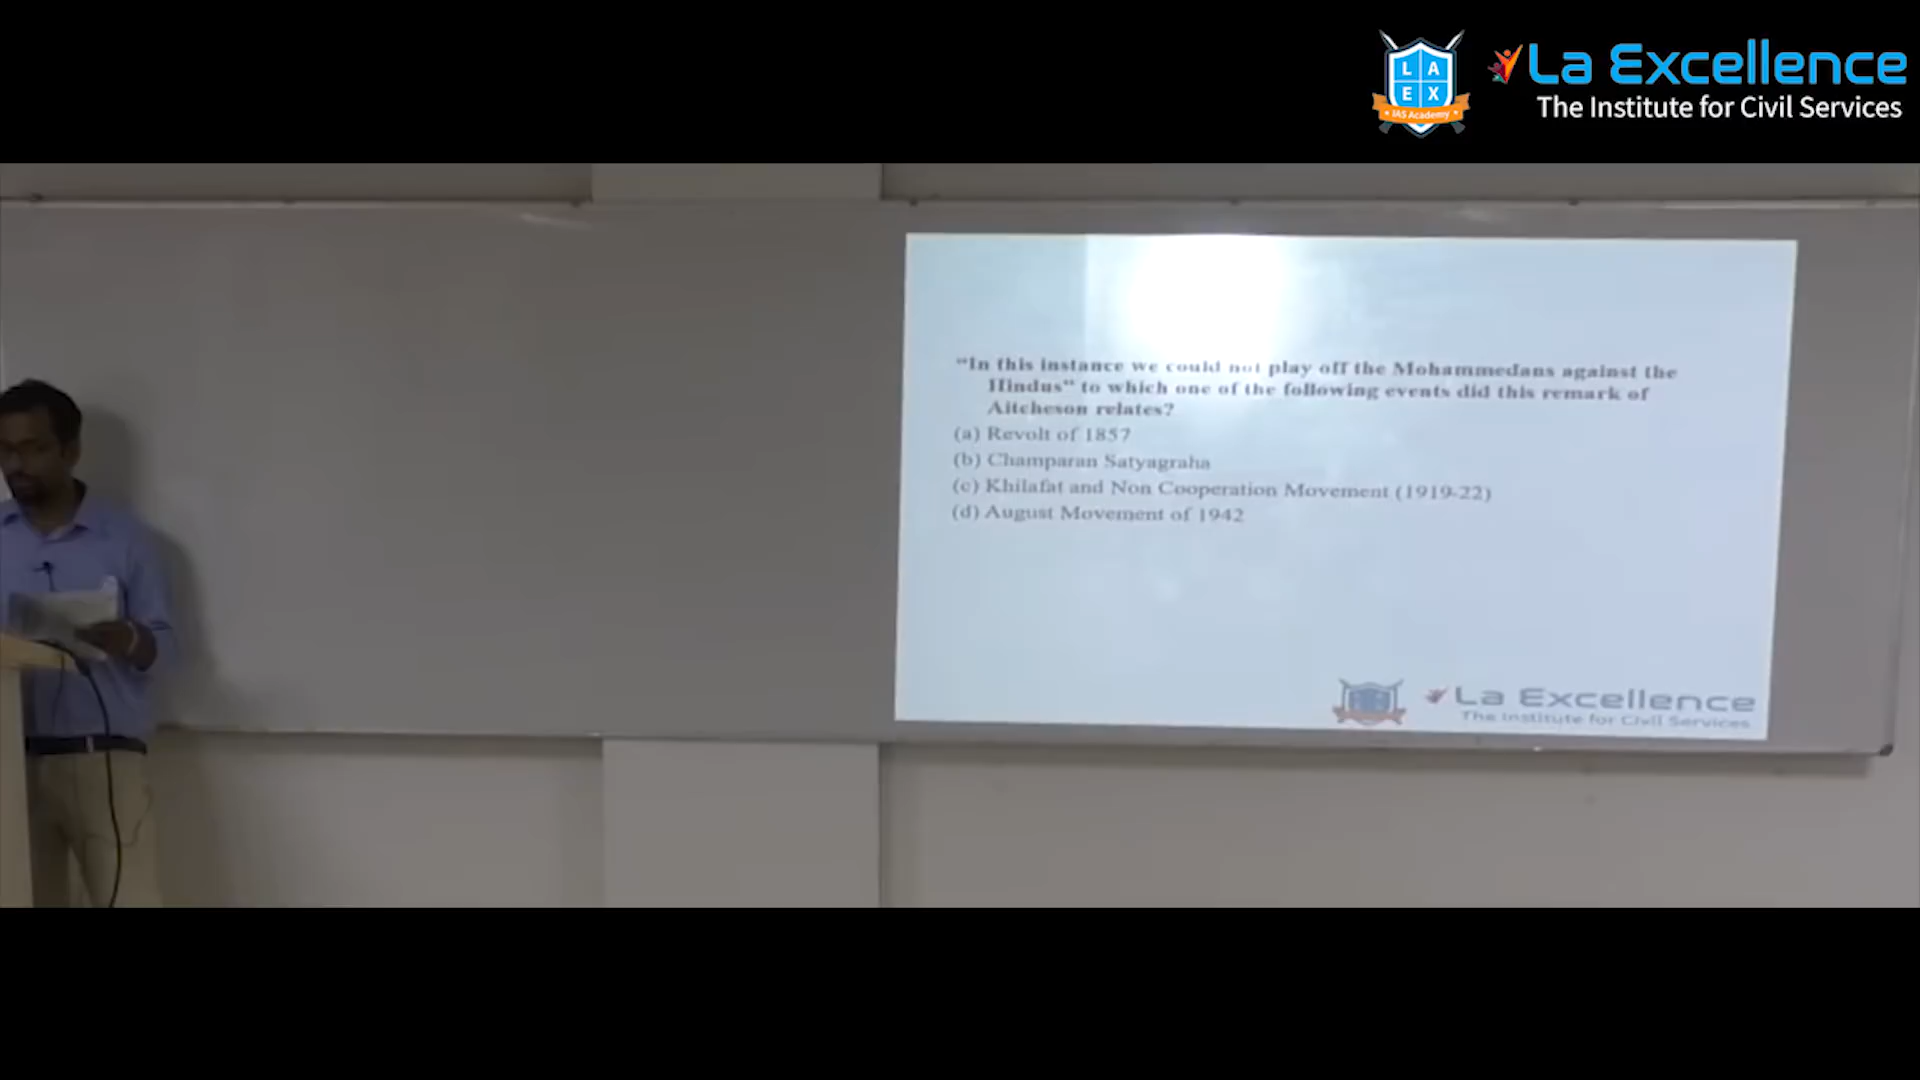 LA
EX
IAS Academy
La Excellence
The Institute for Civil Services
"In this instance we could not play off the Mohammedans against the
Hindus" to which one of the following events did this remark of
Aitcheson relates?
(a) Revolt of 1857
(b) Champaran Satyagraha
(c) Khilafat and Non Cooperation Movement (1919-22)
(d) August Movement of 1942
La Excellence
The Institute for Civil Services